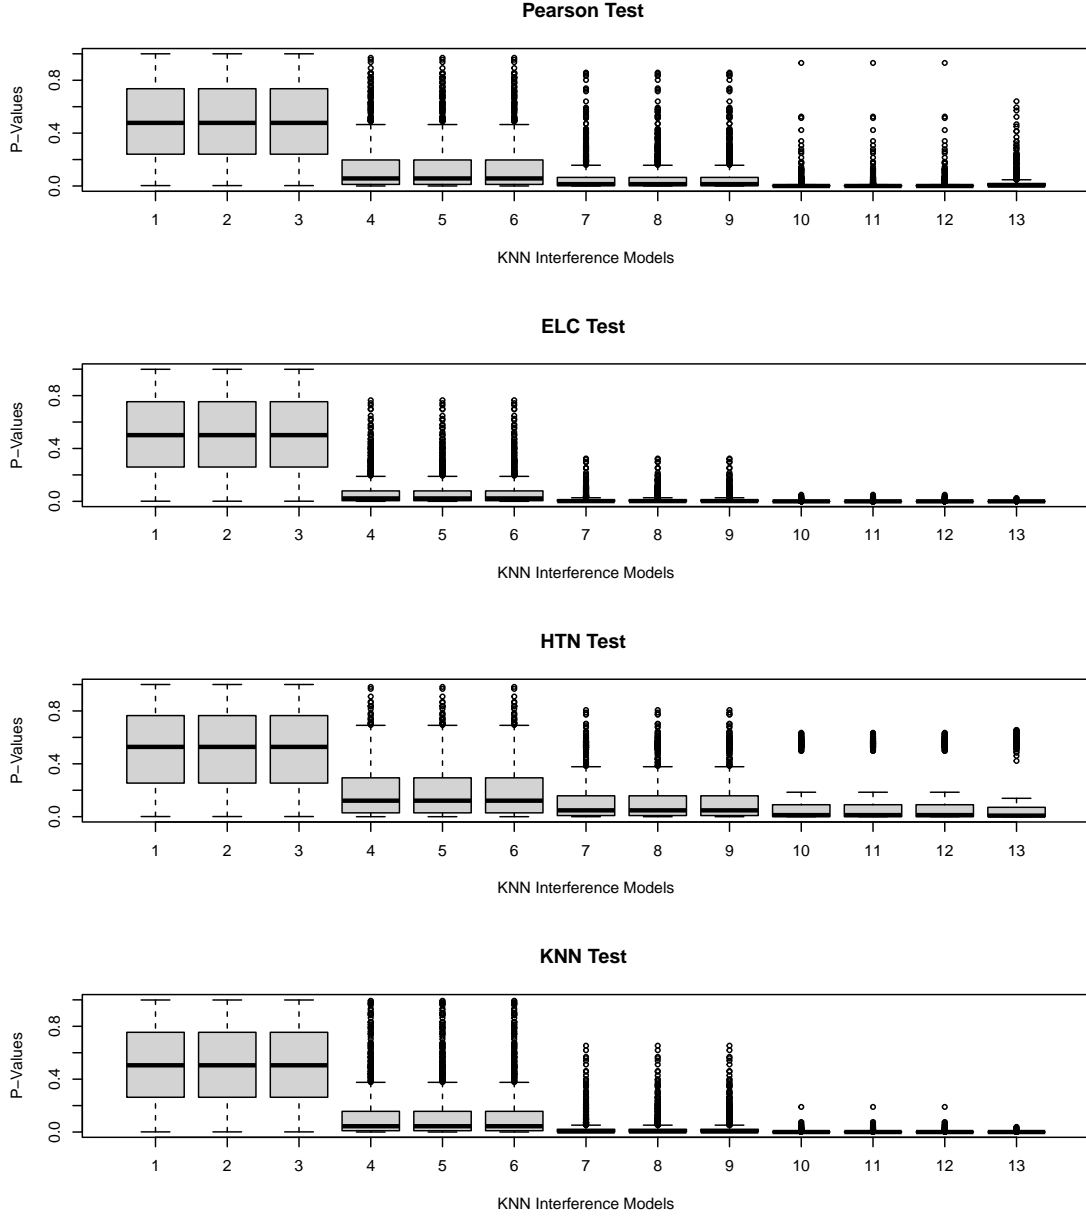 Pearson Test
P-Values
0.8
0.4
0.0
1 2 3 4 5 6 7 8 9 10 11 12 13
KNN Interference Models
ELC Test
P-Values
0.8
0.4
0.0
1 2 3 4 5 6 7 8 9 10 11 12 13
KNN Interference Models
HTN Test
P-Values
0.8
0.4
0.0
1 2 3 4 5 6 7 8 9 10 11 12 13
KNN Interference Models
KNN Test
P-Values
0.8
0.4
0.0
1 2 3 4 5 6 7 8 9 10 11 12 13
KNN Interference Models